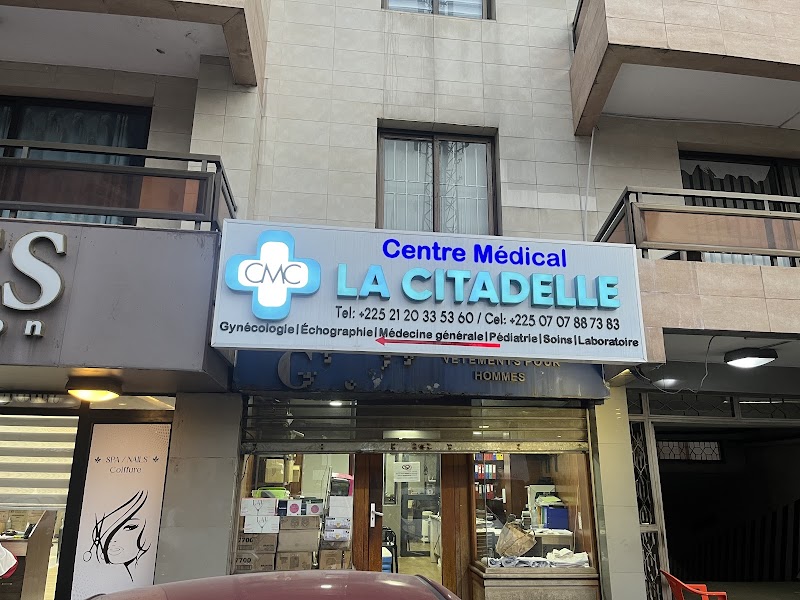 Centre Médical
CMC
LA CITADELLE
Tel: +225 21 20 33 53 60 / Cel: +225 07 07 88 73 83
Gynécologie|Échographie|Médecine générale|Pédiatrie|Soins|Laboratoire
VÊTEMENTS POUR
HOMMES
SPA / NAILS
Coiffure